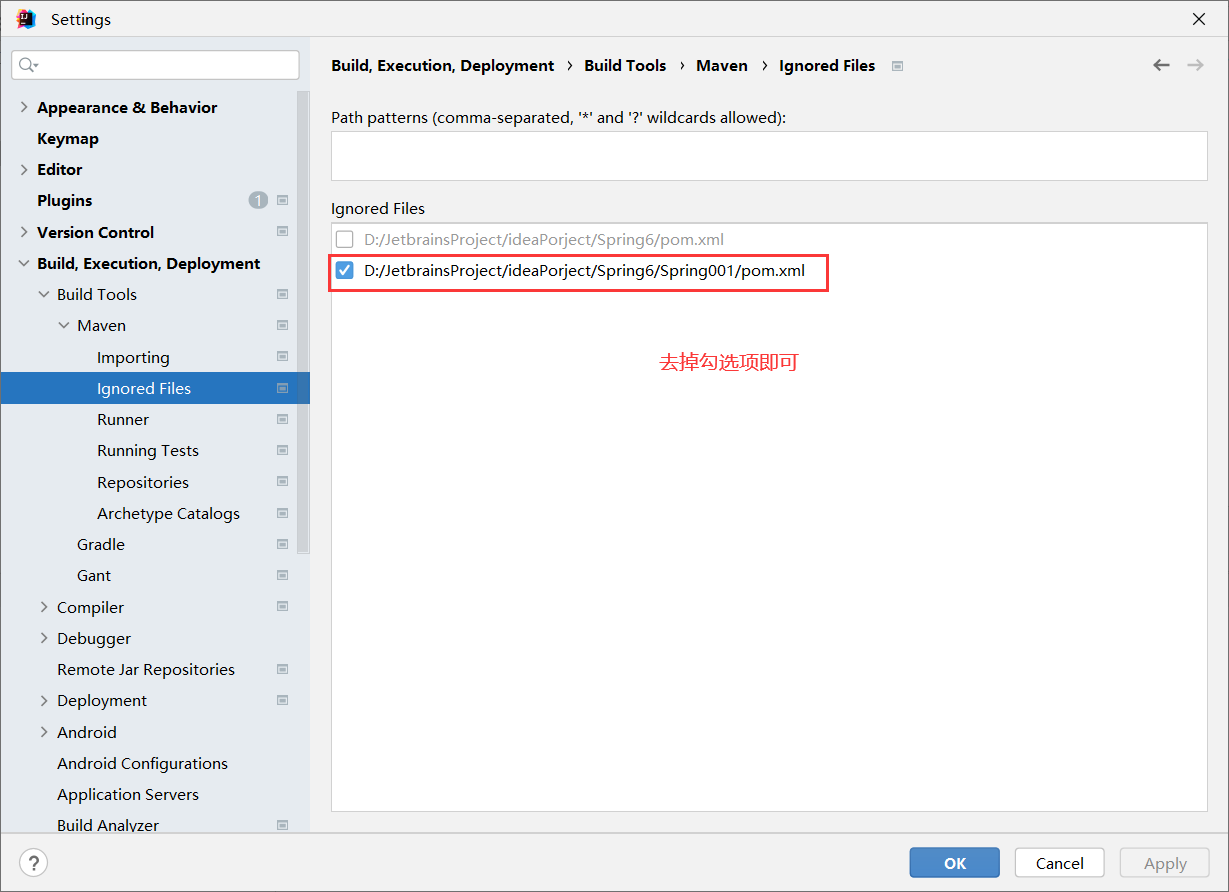 Settings
Appearance & Behavior
Keymap
Editor
Plugins 1
Version Control
Build, Execution, Deployment
Build Tools
Maven
Importing
Ignored Files
Runner
Running Tests
Repositories
Archetype Catalogs
Gradle
Gant
Compiler
Debugger
Remote Jar Repositories
Deployment
Android
Android Configurations
Application Servers
Build Analyzer
Build, Execution, Deployment › Build Tools › Maven › Ignored Files
Path patterns (comma-separated, '*' and '?' wildcards allowed):
Ignored Files
D:/JetbrainsProject/ideaPorject/Spring6/pom.xml
D:/JetbrainsProject/ideaPorject/Spring6/Spring001/pom.xml
去掉勾选项即可
?
OK
Cancel
Apply